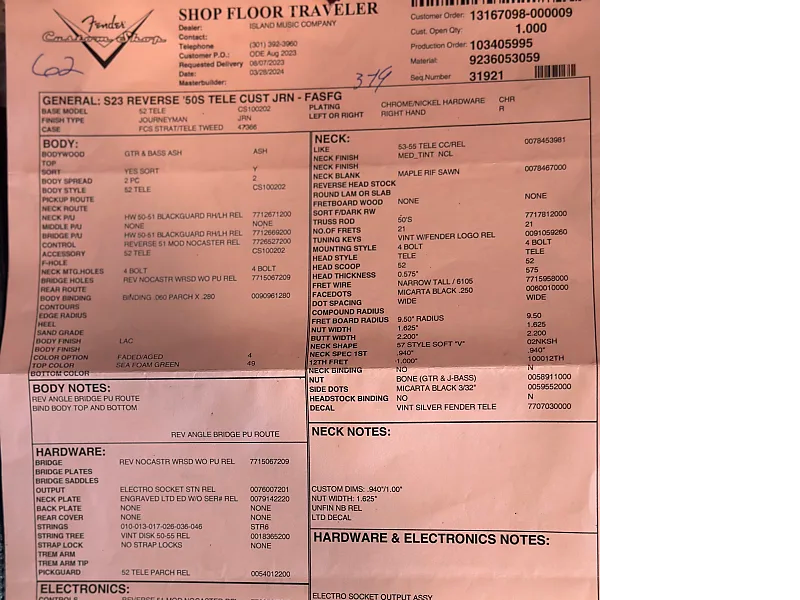 Fender
Custom Shop
62
SHOP FLOOR TRAVELER
Dealer: ISLAND MUSIC COMPANY
Contact:
Telephone (301) 392-3960
Customer P.O.: ODE Aug 2023
Requested Delivery 08/07/2023
Date: 03/28/2024
Masterbuilder:
379
Customer Order: 13167098-000009
Cust. Open Qty: 1.000
Production Order: 103405995
Material: 9236053059
Seq.Number 31921
GENERAL: S23 REVERSE '50S TELE CUST JRN - FASFG
BASE MODEL 52 TELE CS100202
FINISH TYPE JOURNEYMAN JRN
CASE FCS STRAT/TELE TWEED 47366
PLATING CHROME/NICKEL HARDWARE CHR
LEFT OR RIGHT RIGHT HAND R
BODY:
BODYWOOD GTR & BASS ASH ASH
TOP
SORT YES SORT Y
BODY SPREAD 2 PC 2
BODY STYLE 52 TELE CS100202
PICKUP ROUTE
NECK ROUTE
NECK P/U HW 50-51 BLACKGUARD RH/LH REL 7712671200
MIDDLE P/U NONE NONE
BRIDGE P/U HW 50-51 BLACKGUARD RH/LH REL 7712669200
CONTROL REVERSE 51 MOD NOCASTER REL 7726527200
ACCESSORY 52 TELE CS100202
F-HOLE
NECK MTG.HOLES 4 BOLT 4 BOLT
BRIDGE HOLES REV NOCASTER WRSD WO PU REL 7715067209
REAR ROUTE
BODY BINDING BINDING .060 PARCH X .280 0090961280
CONTOURS
EDGE RADIUS
HEEL
SAND GRADE
BODY FINISH LAC
BODY FINISH
COLOR OPTION FADED/AGED 4
TOP COLOR SEA FOAM GREEN 49
BOTTOM COLOR
BODY NOTES:
REV ANGLE BRIDGE PU ROUTE
BIND BODY TOP AND BOTTOM
REV ANGLE BRIDGE PU ROUTE
HARDWARE:
BRIDGE REV NOCASTR WRSD WO PU REL 7715067209
BRIDGE PLATES
BRIDGE SADDLES
OUTPUT ELECTRO SOCKET STN REL 0076007201
NECK PLATE ENGRAVED LTD ED W/O SER# REL 0079142220
BACK PLATE NONE NONE
REAR COVER NONE NONE
STRINGS 010-013-017-026-036-046 STR6
STRING TREE VINT DISK 50-55 REL 0018365200
STRAP LOCK NO STRAP LOCKS NONE
TREM ARM
TREM ARM TIP
PICKGUARD 52 TELE PARCH REL 0054012200
ELECTRONICS:
CONTROLS REVERSE 51 MOD NOCASTER REL
NECK:
LIKE 53-55 TELE CC/REL 0078453981
NECK FINISH MED_TINT NCL
NECK FINISH
NECK BLANK MAPLE RIF SAWN 0078467000
REVERSE HEAD STOCK
ROUND LAM OR SLAB
FRETBOARD WOOD NONE NONE
SORT F/DARK RW
TRUSS ROD 50'S 7717812000
NO.OF FRETS 21 21
TUNING KEYS VINT W/FENDER LOGO REL 0091059260
MOUNTING STYLE 4 BOLT 4 BOLT
HEAD STYLE TELE TELE
HEAD SCOOP 52 52
HEAD THICKNESS 0.575" 575
FRET WIRE NARROW TALL / 6105 7715958000
FACEDOTS MICARTA BLACK .250 0060010000
DOT SPACING WIDE WIDE
COMPOUND RADIUS
FRET BOARD RADIUS 9.50" RADIUS 9.50
NUT WIDTH 1.625" 1.625
BUTT WIDTH 2.200" 2.200
NECK SHAPE 57 STYLE SOFT "V" 02NKSH
NECK SPEC 1ST .940" .940"
12TH FRET 1.000" 100012TH
NECK BINDING NO N
NUT BONE (GTR & J-BASS) 0058911000
SIDE DOTS MICARTA BLACK 3/32" 0059552000
HEADSTOCK BINDING NO N
DECAL VINT SILVER FENDER TELE 7707030000
NECK NOTES:
CUSTOM DIMS: .940"/1.00"
NUT WIDTH: 1.625"
UNFIN NB REL
LTD DECAL
HARDWARE & ELECTRONICS NOTES:
ELECTRO SOCKET OUTPUT ASSY